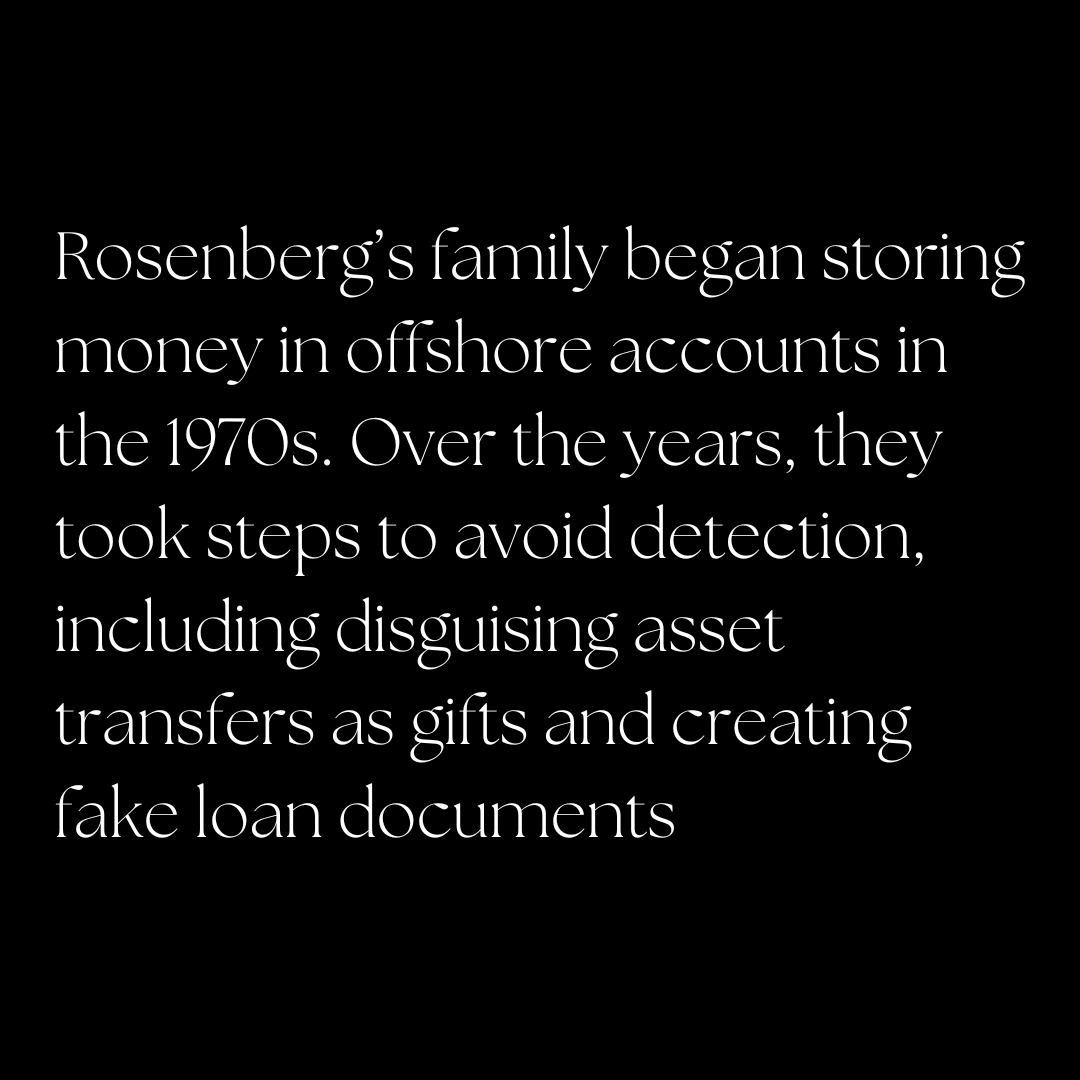 Rosenberg’s family began storing
money in offshore accounts in
the 1970s. Over the years, they
took steps to avoid detection,
including disguising asset
transfers as gifts and creating
fake loan documents